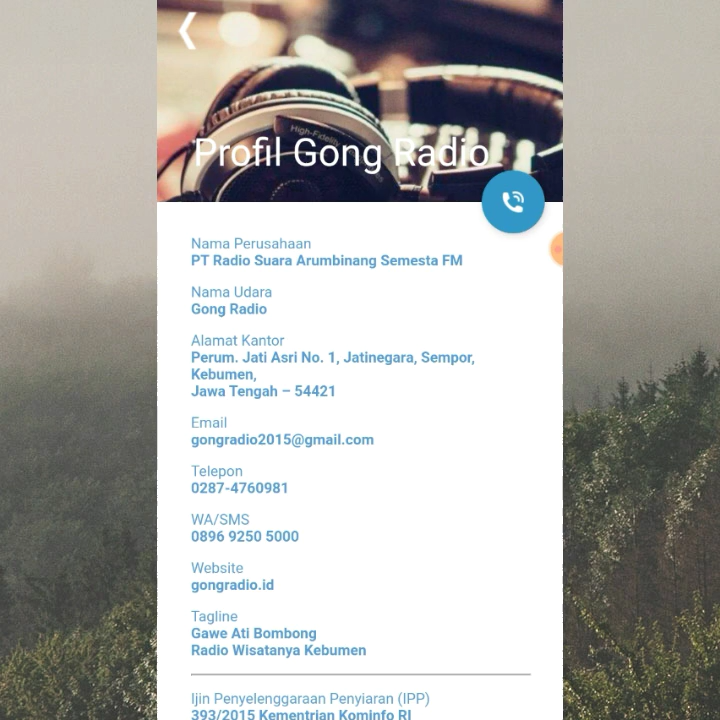 High-Fidelity
Profil Gong Radio
Nama Perusahaan
PT Radio Suara Arumbinang Semesta FM
Nama Udara
Gong Radio
Alamat Kantor
Perum. Jati Asri No. 1, Jatinegara, Sempor,
Kebumen,
Jawa Tengah – 54421
Email
gongradio2015@gmail.com
Telepon
0287-4760981
WA/SMS
0896 9250 5000
Website
gongradio.id
Tagline
Gawe Ati Bombong
Radio Wisatanya Kebumen
Ijin Penyelenggaraan Penyiaran (IPP)
393/2015 Kementrian Kominfo RI